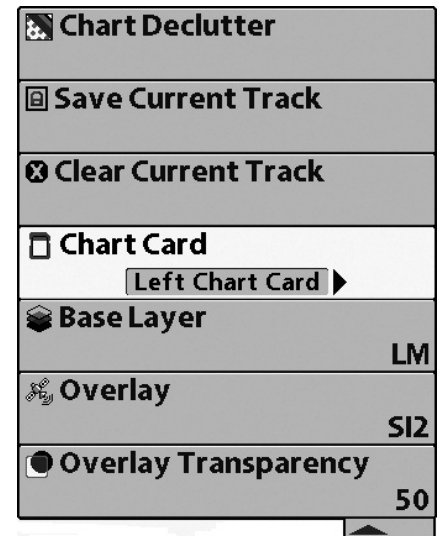 Chart Declutter
Save Current Track
Clear Current Track
Chart Card
Left Chart Card
Base Layer
LM
Overlay
SI2
Overlay Transparency
50